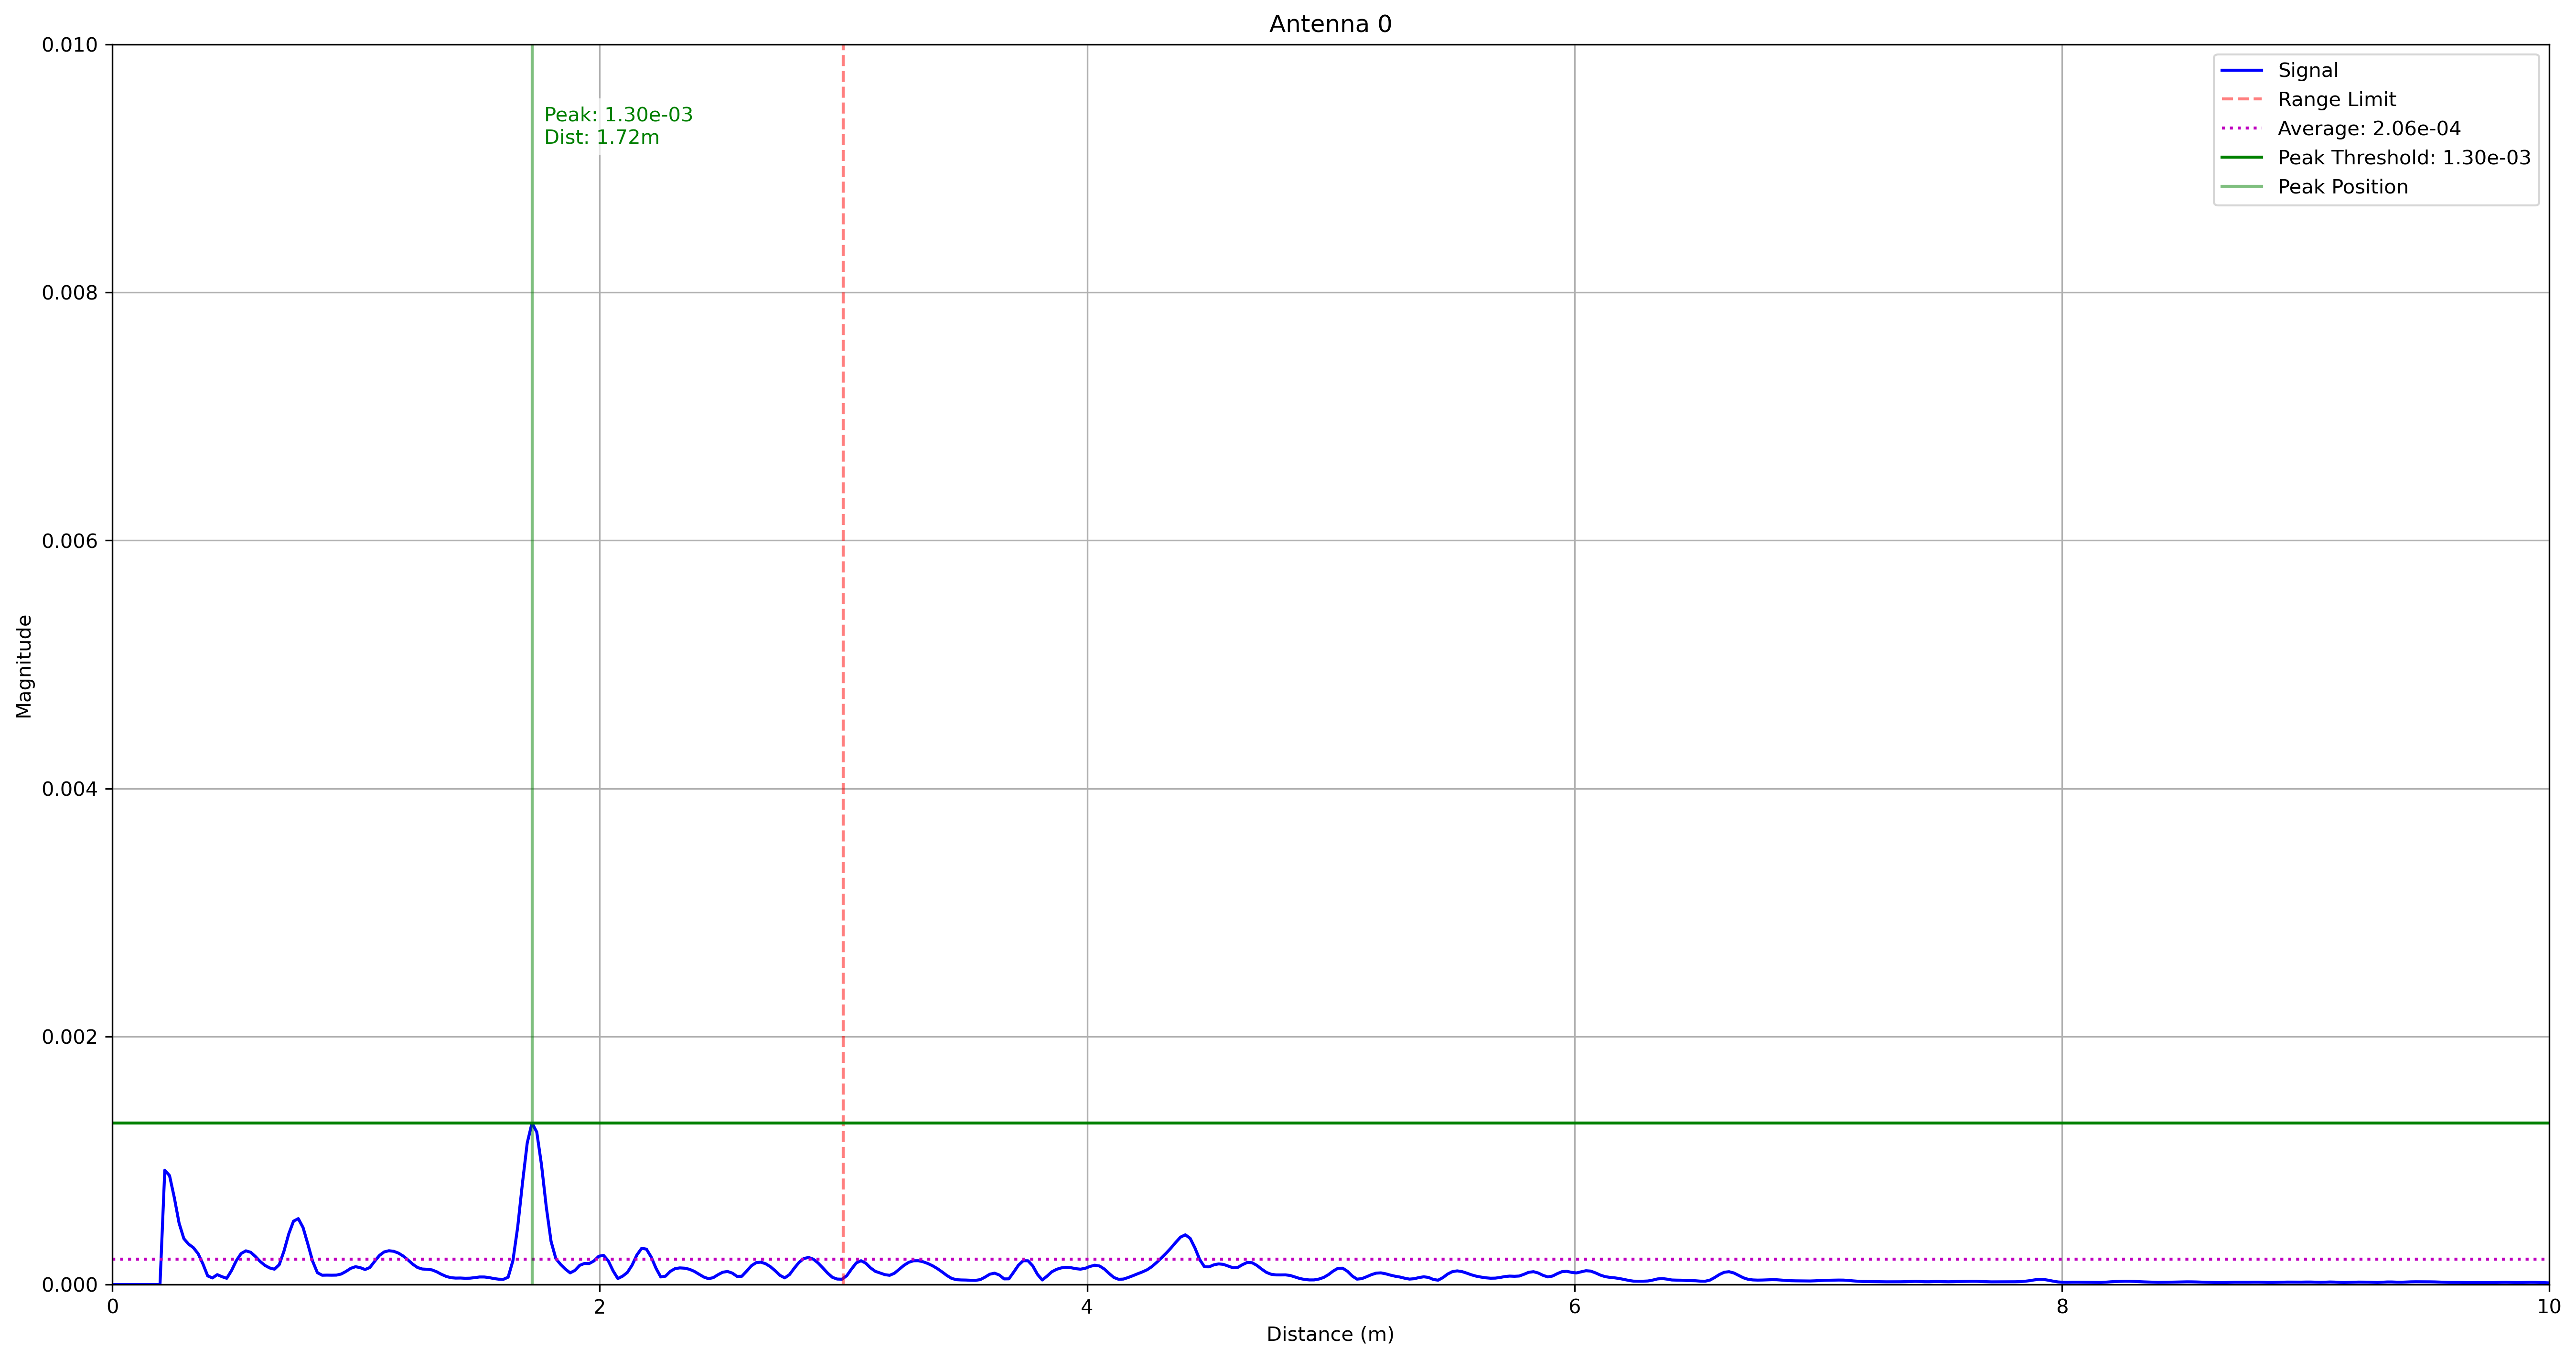 Antenna 0
0.010
0.008
0.006
0.004
0.002
0.000
Magnitude
Peak: 1.30e-03
Dist: 1.72m
Signal
Range Limit
Average: 2.06e-04
Peak Threshold: 1.30e-03
Peak Position
0 2 4 6 8 10
Distance (m)